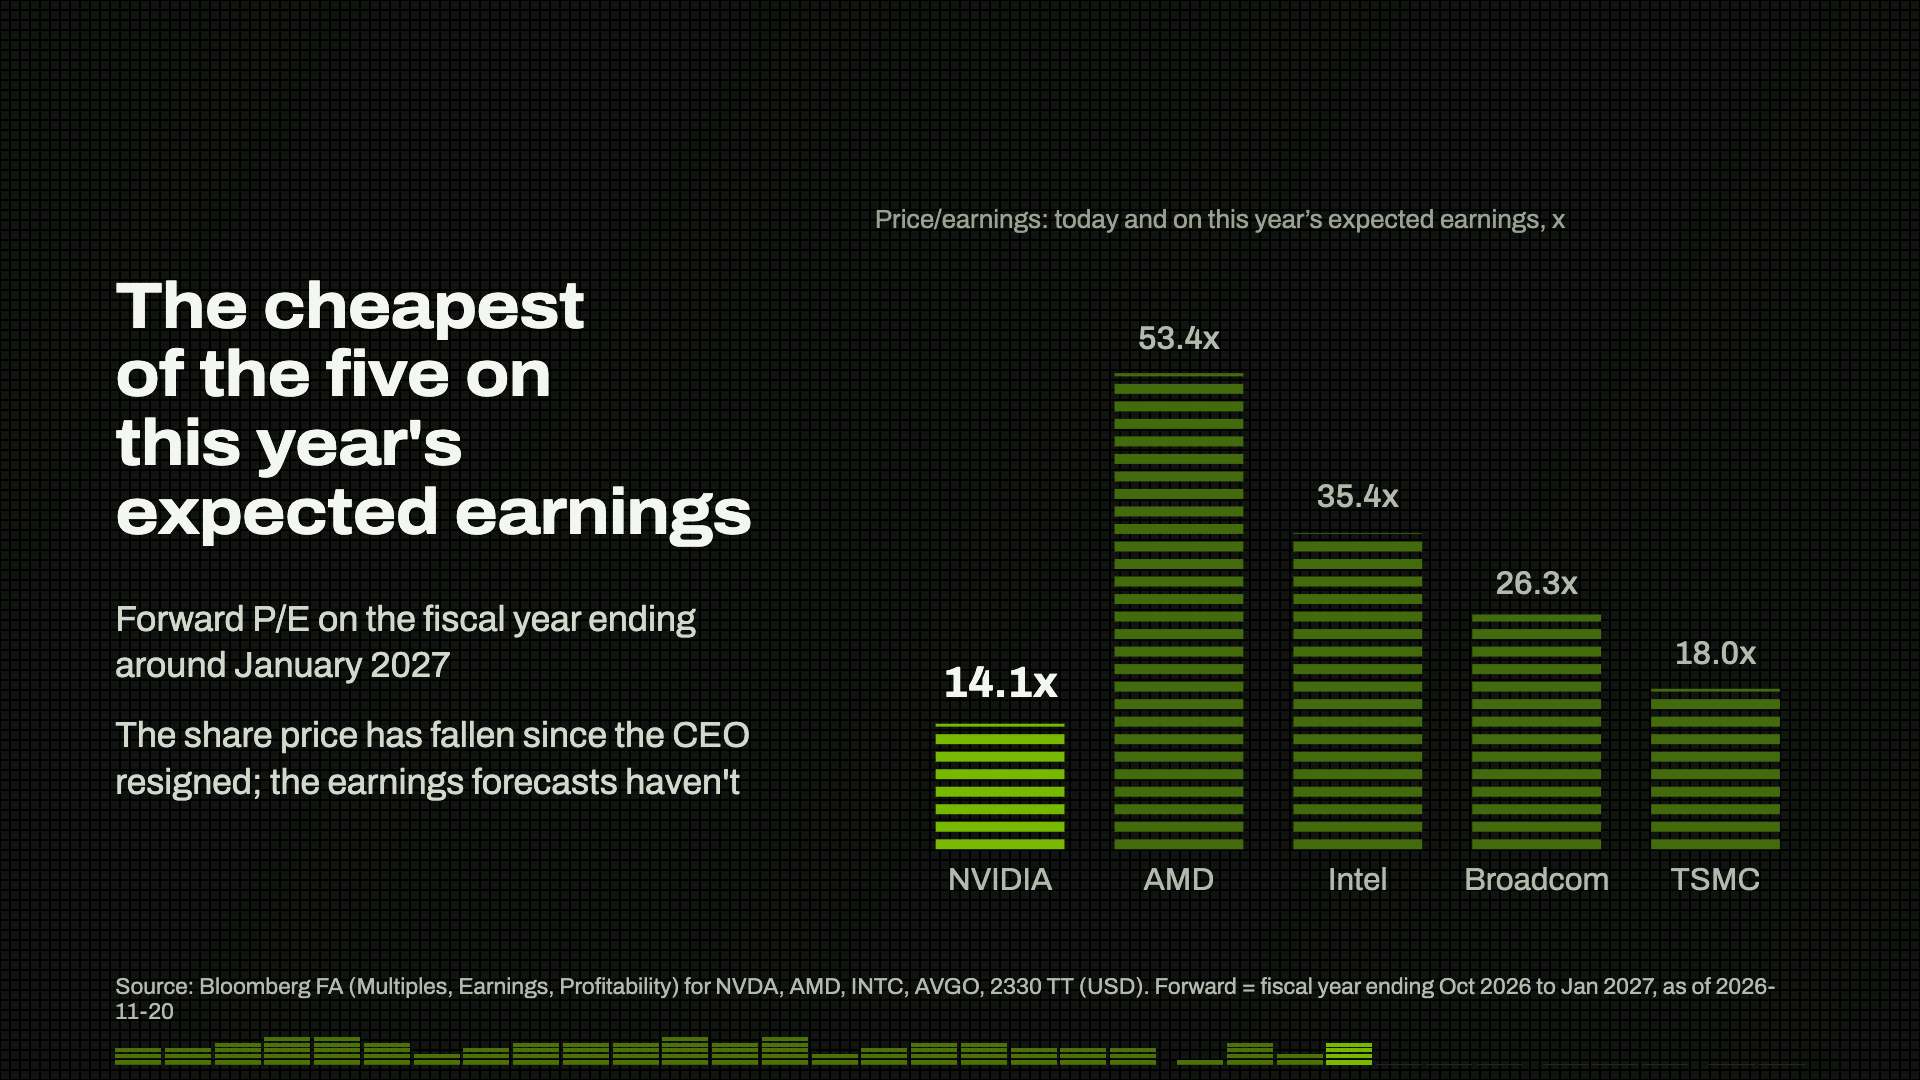 Price/earnings: today and on this year’s expected earnings, x
The cheapest
of the five on
this year's
expected earnings
Forward P/E on the fiscal year ending
around January 2027
The share price has fallen since the CEO
resigned; the earnings forecasts haven't
14.1x
53.4x
35.4x
26.3x
18.0x
NVIDIA
AMD
Intel
Broadcom
TSMC
Source: Bloomberg FA (Multiples, Earnings, Profitability) for NVDA, AMD, INTC, AVGO, 2330 TT (USD). Forward = fiscal year ending Oct 2026 to Jan 2027, as of 2026-
11-20